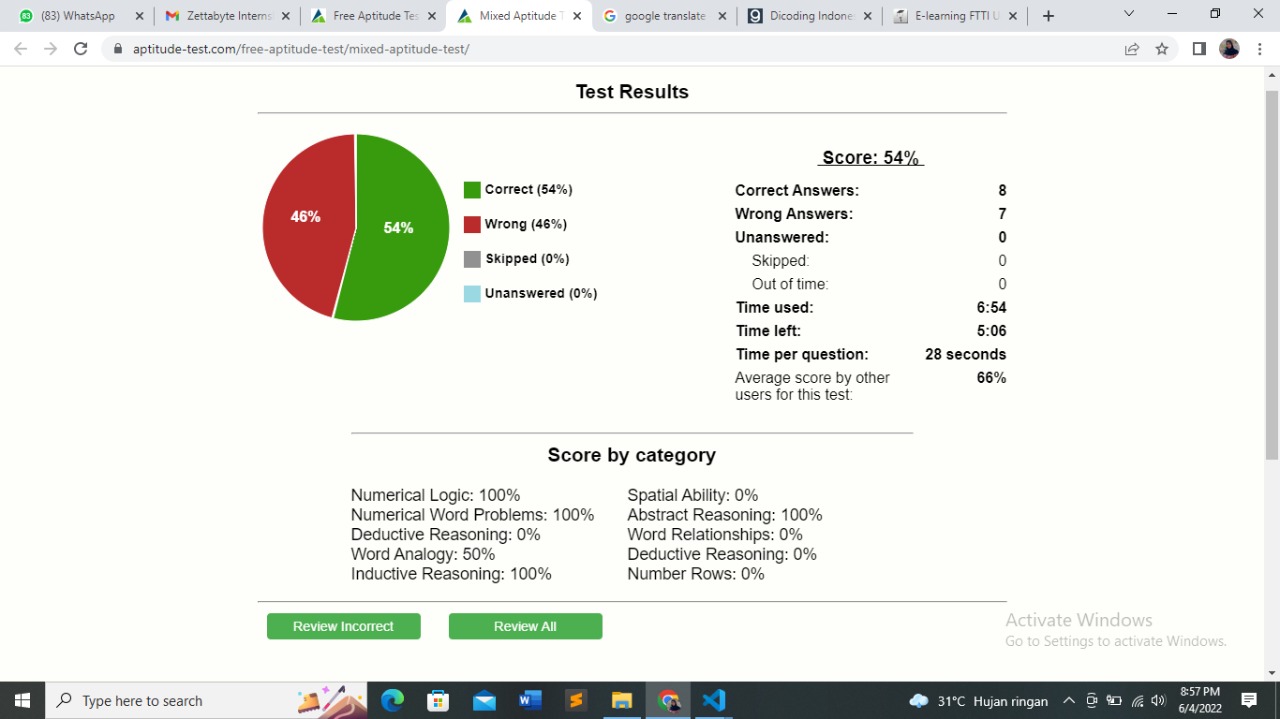 (83) WhatsApp
Zettabyte Interns
Free Aptitude Tes
Mixed Aptitude T
google translate
Dicoding Indones
E-learning FTTI U
aptitude-test.com/free-aptitude-test/mixed-aptitude-test/
Test Results
46%
54%
Correct (54%)
Wrong (46%)
Skipped (0%)
Unanswered (0%)
Score: 54%
Correct Answers: 8
Wrong Answers: 7
Unanswered: 0
Skipped: 0
Out of time: 0
Time used: 6:54
Time left: 5:06
Time per question: 28 seconds
Average score by other 66%
users for this test:
Score by category
Numerical Logic: 100%
Numerical Word Problems: 100%
Deductive Reasoning: 0%
Word Analogy: 50%
Inductive Reasoning: 100%
Spatial Ability: 0%
Abstract Reasoning: 100%
Word Relationships: 0%
Deductive Reasoning: 0%
Number Rows: 0%
Review Incorrect
Review All
Activate Windows
Go to Settings to activate Windows.
Type here to search
31°C Hujan ringan
8:57 PM
6/4/2022